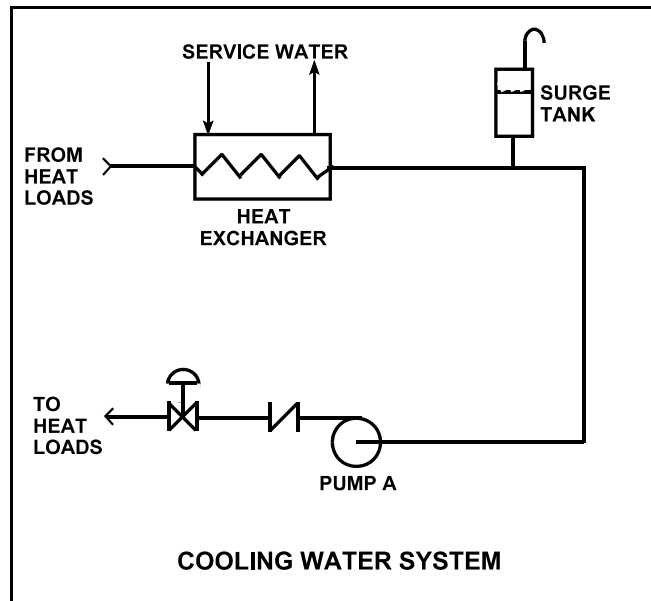 SERVICE WATER
SURGE
TANK
FROM
HEAT
LOADS
HEAT
EXCHANGER
TO
HEAT
LOADS
PUMP A
COOLING WATER SYSTEM